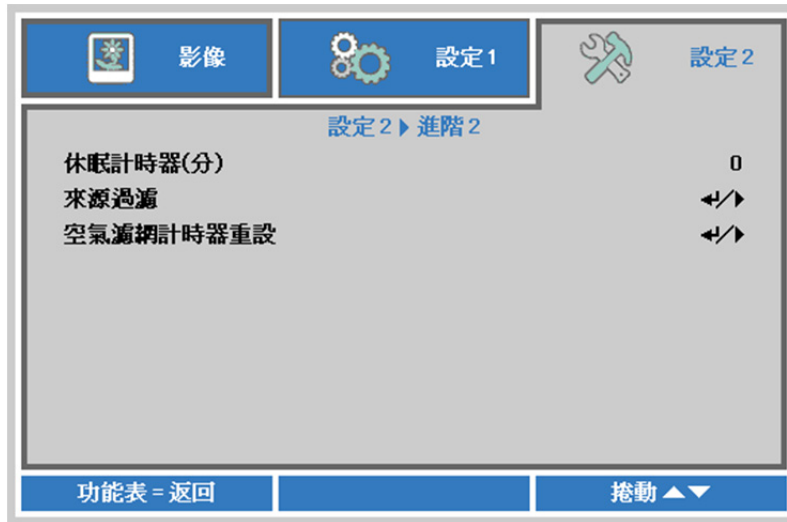 影像
設定1
設定2
設定2▶進階2
休眠計時器(分) 0
來源過濾 ↵/▶
空氣濾網計時器重設 ↵/▶
功能表=返回
捲動▲▼